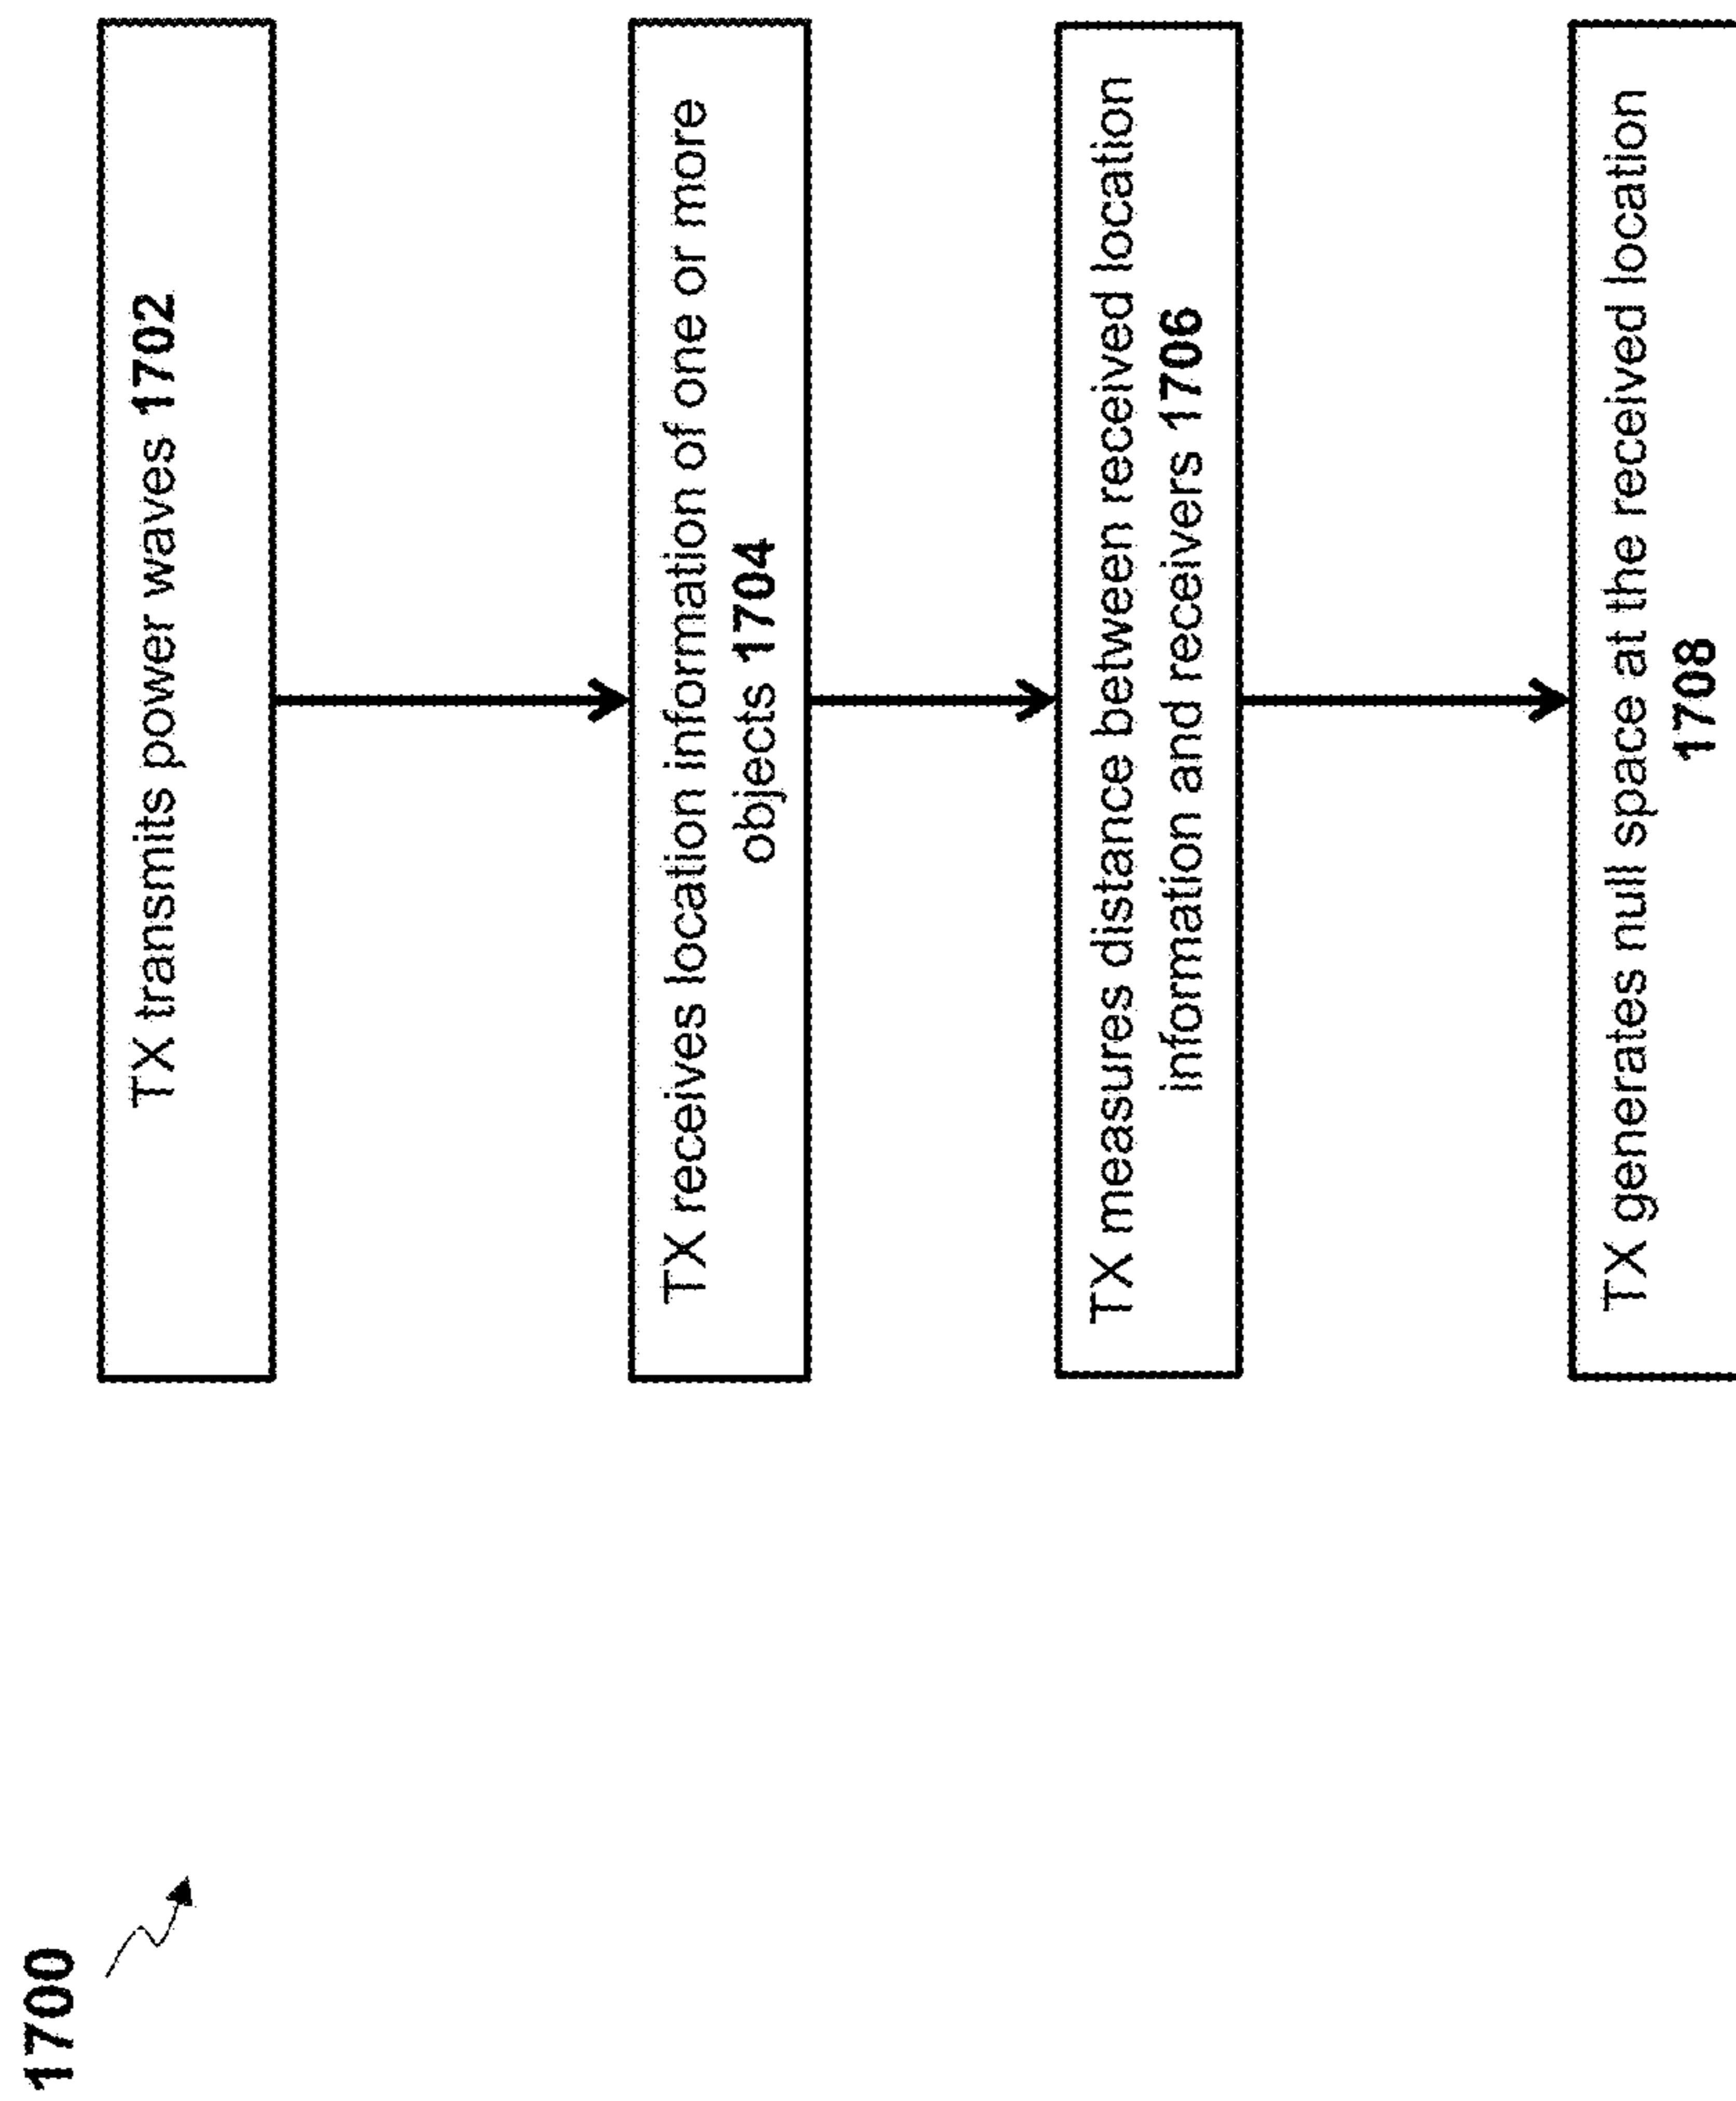 1700
TX transmits power waves 1702
TX receives location information of one or more
objects 1704
TX measures distance between received location
information and receivers 1706
TX generates null space at the received location
1708